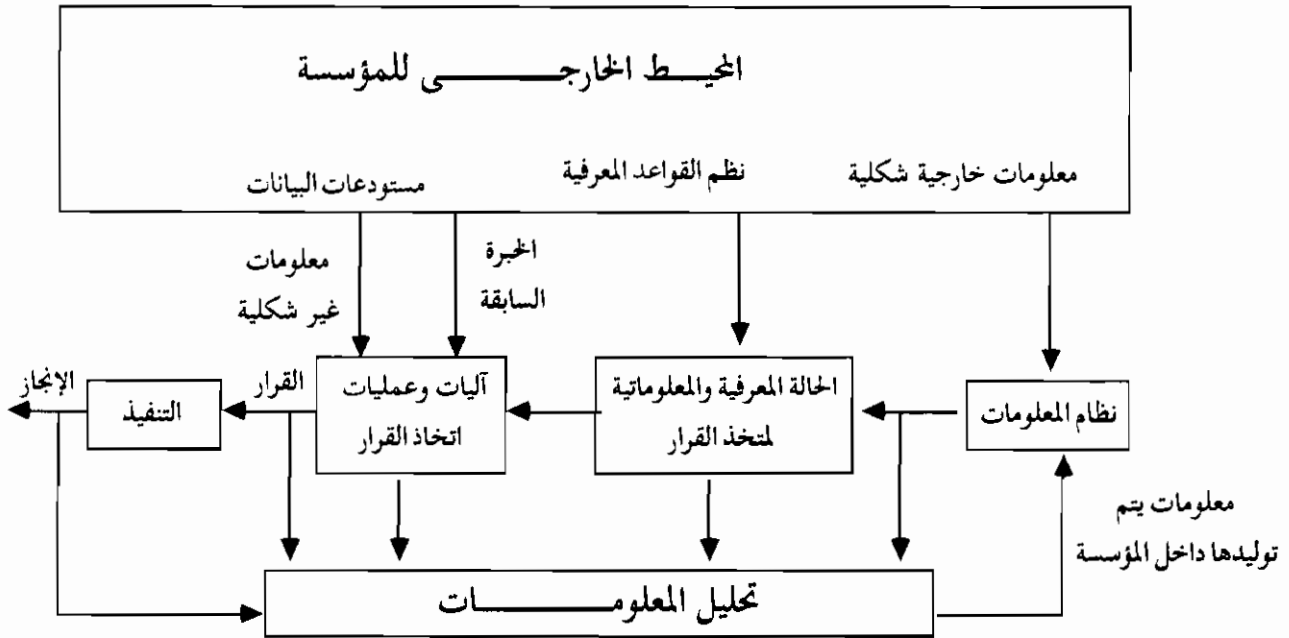 المحيط الخارجى للمؤسسة
معلومات خارجية شكلية
نظم القواعد المعرفية
مستودعات البيانات
الخبرة
السابقة
معلومات
غير شكلية
نظام المعلومات
الحالة المعرفية والمعلوماتية
لمتخذ القرار
آليات وعمليات
اتخاذ القرار
القرار
التنفيذ
الإنجاز
معلومات يتم
توليدها داخل المؤسسة
تحليل المعلومات